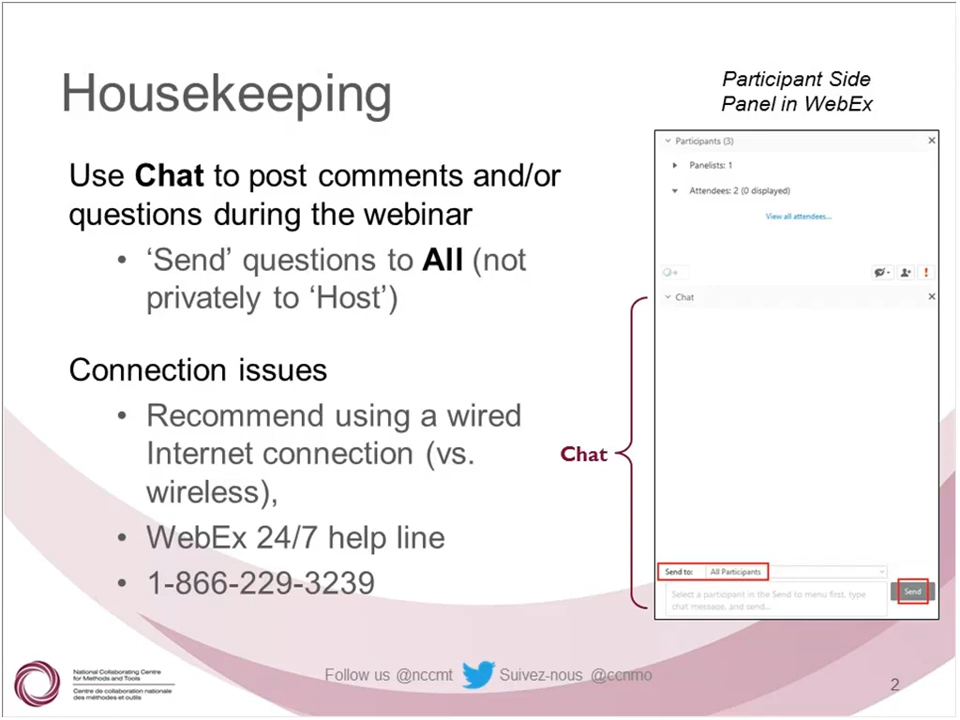 Housekeeping
Participant Side
Panel in WebEx
Use Chat to post comments and/or
questions during the webinar
• ‘Send’ questions to All (not
privately to ‘Host’)
Connection issues
• Recommend using a wired
Internet connection (vs.
wireless),
• WebEx 24/7 help line
• 1-866-229-3239
Chat
Participants (3)
Panelists: 1
Attendees: 2 (0 displayed)
View all attendees...
Chat
Send to: All Participants
Select a participant in the Send to menu first, type
chat message, and send...
Send
National Collaborating Centre
for Methods and Tools
Centre de collaboration nationale
des méthodes et outils
Follow us @nccmt Suivez-nous @ccnmo
2